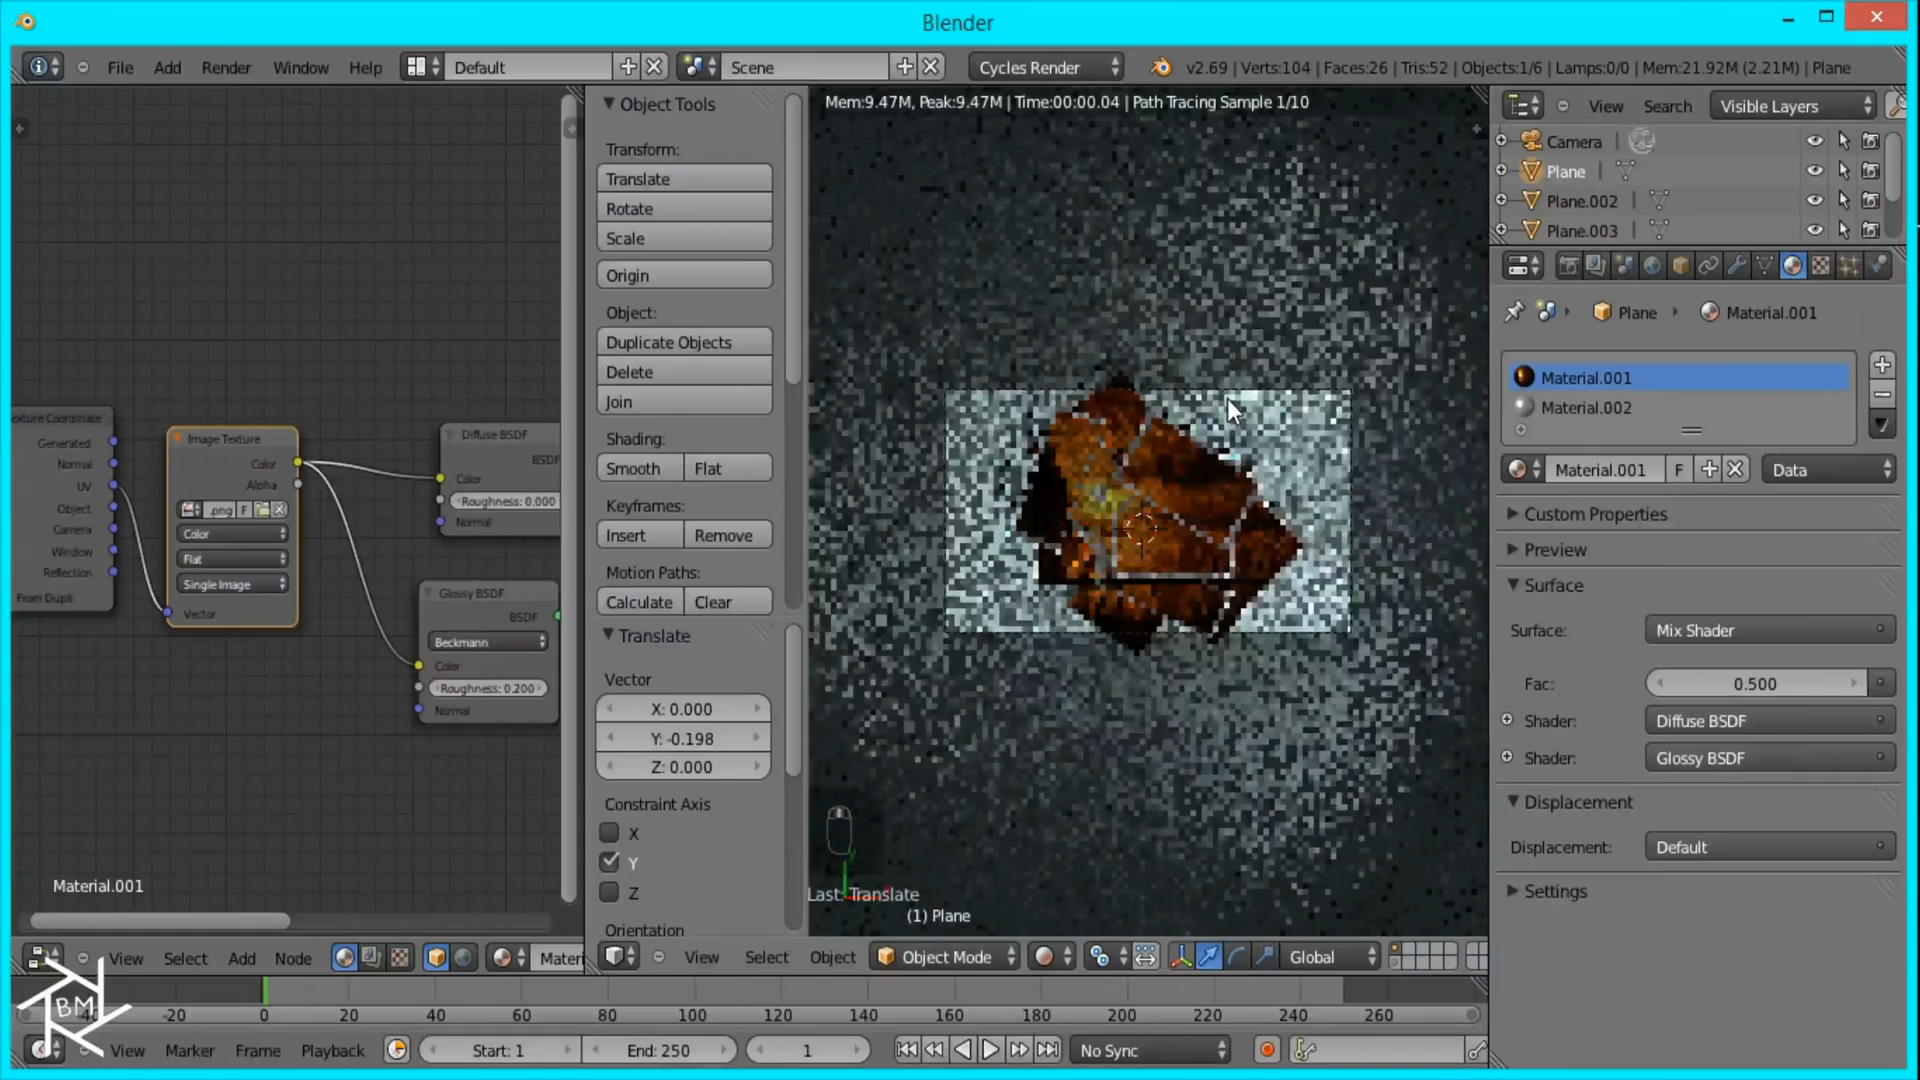 Blender
File Add Render Window Help Default Scene Cycles Render v2.69 | Verts:104 | Faces:26 | Tris:52 | Objects:1/6 | Lamps:0/0 | Mem:21.92M (2.21M) | Plane
Object Tools
Transform:
Translate
Rotate
Scale
Origin
Object:
Duplicate Objects
Delete
Join
Shading:
Smooth Flat
Keyframes:
Insert Remove
Motion Paths:
Calculate Clear
Translate
Vector
X: 0.000
Y: -0.198
Z: 0.000
Constraint Axis
X
Y
Z
Orientation
Mem:9.47M, Peak:9.47M | Time:00:00.04 | Path Tracing Sample 1/10
Last: Translate
(1) Plane
View Search Visible Layers
Camera
Plane
Plane.002
Plane.003
Plane Material.001
Material.001
Material.002
Material.001 F Data
Custom Properties
Preview
Surface
Surface: Mix Shader
Fac: 0.500
Shader: Diffuse BSDF
Shader: Glossy BSDF
Displacement
Displacement: Default
Settings
exture Coordinate
Generated
Normal
UV
Object
Camera
Window
Reflection
From Dupli
Image Texture
Color
Alpha
.png F
Color
Flat
Single Image
Vector
Diffuse BSDF
BSDF
Color
Roughness: 0.000
Normal
Glossy BSDF
BSDF
Beckmann
Color
Roughness: 0.200
Normal
Material.001
View Select Add Node Materi
View Select Object Object Mode Global
-40 -20 0 20 40 60 80 100 120 140 160 180 200 220 240 260
View Marker Frame Playback Start: 1 End: 250 1 No Sync
BM